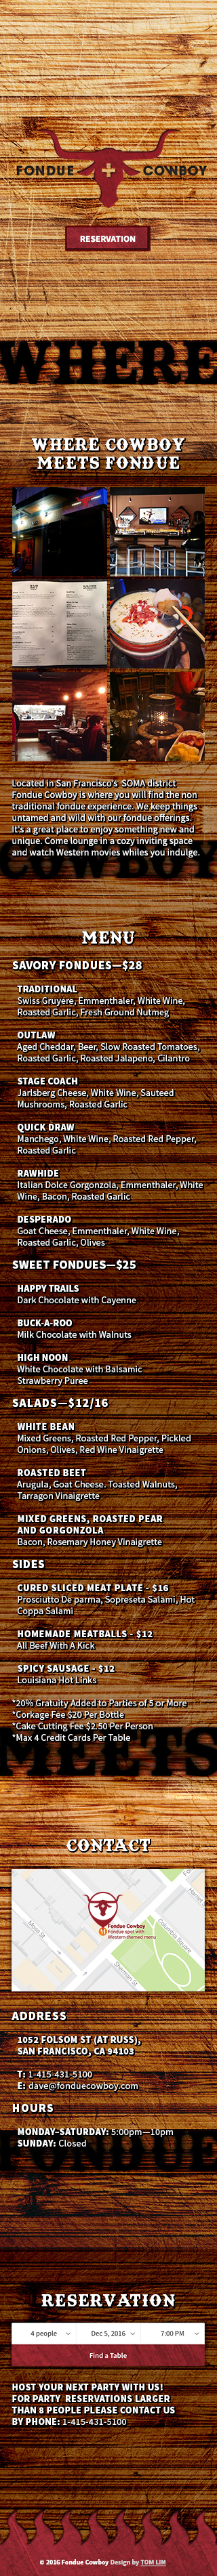 FONDUE + COWBOY
RESERVATION
WHERE
WHERE COWBOY
MEETS FONDUE
Located in San Francisco's SOMA district
Fondue Cowboy is where you will find the non
traditional fondue experience. We keep things
untamed and wild with our fondue offerings.
It's a great place to enjoy something new and
unique. Come lounge in a cozy inviting space
and watch Western movies whiles you indulge.
MENU
SAVORY FONDUES—$28
TRADITIONAL
Swiss Gruyere, Emmenthaler, White Wine,
Roasted Garlic, Fresh Ground Nutmeg
OUTLAW
Aged Cheddar, Beer, Slow Roasted Tomatoes,
Roasted Garlic, Roasted Jalapeno, Cilantro
STAGE COACH
Jarlsberg Cheese, White Wine, Sauteed
Mushrooms, Roasted Garlic
QUICK DRAW
Manchego, White Wine, Roasted Red Pepper,
Roasted Garlic
RAWHIDE
Italian Dolce Gorgonzola, Emmenthaler, White
Wine, Bacon, Roasted Garlic
DESPERADO
Goat Cheese, Emmenthaler, White Wine,
Roasted Garlic, Olives
SWEET FONDUES—$25
HAPPY TRAILS
Dark Chocolate with Cayenne
BUCK-A-ROO
Milk Chocolate with Walnuts
HIGH NOON
White Chocolate with Balsamic
Strawberry Puree
SALADS—$12/16
WHITE BEAN
Mixed Greens, Roasted Red Pepper, Pickled
Onions, Olives, Red Wine Vinaigrette
ROASTED BEET
Arugula, Goat Cheese. Toasted Walnuts,
Tarragon Vinaigrette
MIXED GREENS, ROASTED PEAR
AND GORGONZOLA
Bacon, Rosemary Honey Vinaigrette
SIDES
CURED SLICED MEAT PLATE - $16
Prosciutto De parma, Sopreseta Salami, Hot
Coppa Salami
HOMEMADE MEATBALLS - $12
All Beef With A Kick
SPICY SAUSAGE - $12
Louisiana Hot Links
*20% Gratuity Added to Parties of 5 or More
*Corkage Fee $20 Per Bottle
*Cake Cutting Fee $2.50 Per Person
*Max 4 Credit Cards Per Table
CONTACT
Fondue Cowboy
Fondue spot with
Western-themed menu
Columbia Square
Sherman St
ADDRESS
1052 FOLSOM ST (AT RUSS),
SAN FRANCISCO, CA 94103
T: 1-415-431-5100
E: dave@fonduecowboy.com
HOURS
MONDAY–SATURDAY: 5:00pm—10pm
SUNDAY: Closed
RESERVATION
4 people Dec 5, 2016 7:00 PM
Find a Table
HOST YOUR NEXT PARTY WITH US!
FOR PARTY RESERVATIONS LARGER
THAN 8 PEOPLE PLEASE CONTACT US
BY PHONE: 1-415-431-5100
© 2016 Fondue Cowboy Design by TOM LIN